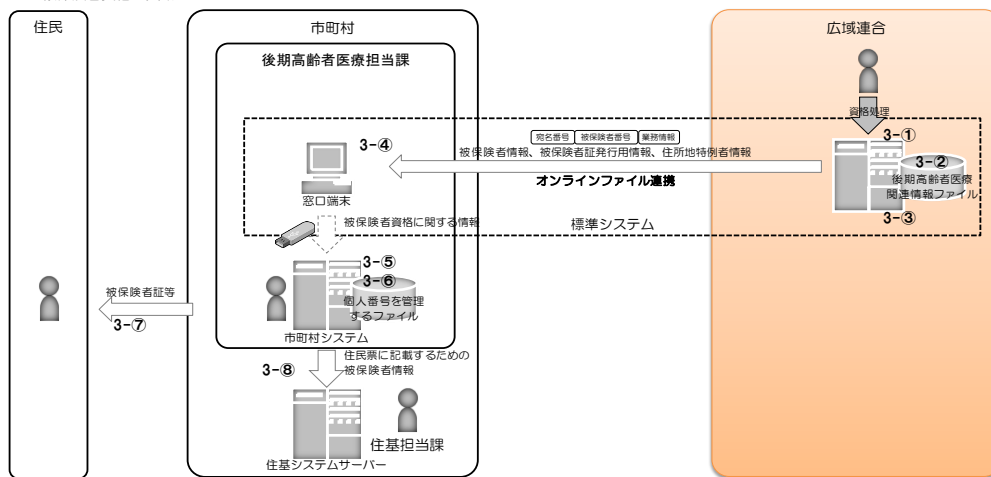 住民
市町村
広域連合
後期高齢者医療担当課
資格処理
宛名番号 被保険者番号 業務情報
被保険者情報、被保険者証発行用情報、住所地特例者情報
オンラインファイル連携
3-①
3-②
後期高齢者医療
関連情報ファイル
3-③
3-④
窓口端末
標準システム
被保険者資格に関する情報
3-⑤
3-⑥
個人番号を管理
するファイル
市町村システム
被保険者証等
3-⑦
3-⑧
住民票に記載するための
被保険者情報
住基担当課
住基システムサーバー